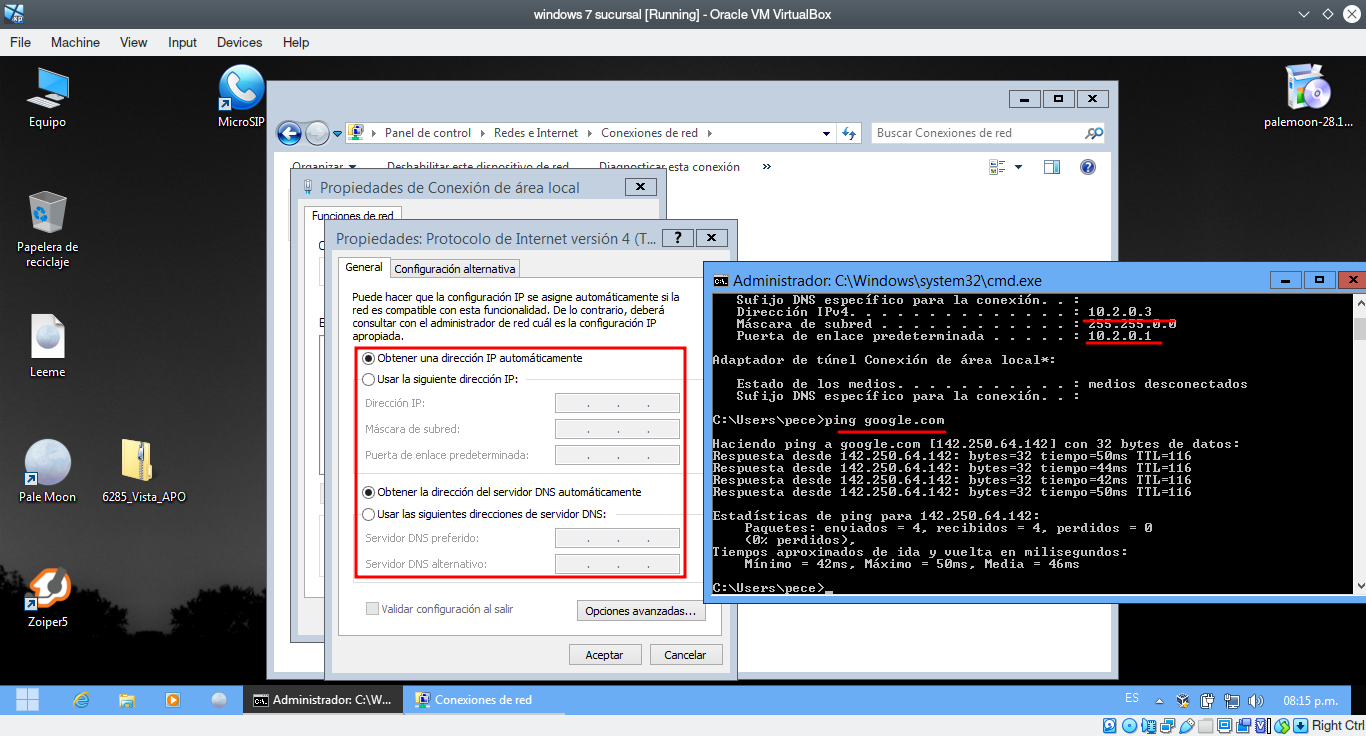 windows 7 sucursal [Running] - Oracle VM VirtualBox
File Machine View Input Devices Help
Equipo
MicroSIP
palemoon-28.1...
Papelera de
reciclaje
Leeme
Pale Moon
6285_Vista_APO
Zoiper5
Panel de control
Redes e Internet
Conexiones de red
Buscar Conexiones de red
Organizar
Deshabilitar este dispositivo de red
Diagnosticar esta conexión
»
Propiedades de Conexión de área local
Funciones de red
Propiedades: Protocolo de Internet versión 4 (T...
General
Configuración alternativa
Puede hacer que la configuración IP se asigne automáticamente si la
red es compatible con esta funcionalidad. De lo contrario, deberá
consultar con el administrador de red cuál es la configuración IP
apropiada.
Obtener una dirección IP automáticamente
Usar la siguiente dirección IP:
Dirección IP:
Máscara de subred:
Puerta de enlace predeterminada:
Obtener la dirección del servidor DNS automáticamente
Usar las siguientes direcciones de servidor DNS:
Servidor DNS preferido:
Servidor DNS alternativo:
Validar configuración al salir
Opciones avanzadas...
Aceptar
Cancelar
Administrador: C:\Windows\system32\cmd.exe
Sufijo DNS específico para la conexión. . :
Dirección IPv4. . . . . . . . . . . . . . : 10.2.0.3
Máscara de subred . . . . . . . . . . . . : 255.255.0.0
Puerta de enlace predeterminada . . . . . : 10.2.0.1
Adaptador de túnel Conexión de área local*:
Estado de los medios. . . . . . . . . . . : medios desconectados
Sufijo DNS específico para la conexión. . :
C:\Users\pece>ping google.com
Haciendo ping a google.com [142.250.64.142] con 32 bytes de datos:
Respuesta desde 142.250.64.142: bytes=32 tiempo=50ms TTL=116
Respuesta desde 142.250.64.142: bytes=32 tiempo=44ms TTL=116
Respuesta desde 142.250.64.142: bytes=32 tiempo=42ms TTL=116
Respuesta desde 142.250.64.142: bytes=32 tiempo=50ms TTL=116
Estadísticas de ping para 142.250.64.142:
Paquetes: enviados = 4, recibidos = 4, perdidos = 0
(0% perdidos),
Tiempos aproximados de ida y vuelta en milisegundos:
Mínimo = 42ms, Máximo = 50ms, Media = 46ms
C:\Users\pece>_
Administrador: C:\W...
Conexiones de red
ES
08:15 p.m.
Right Ctrl